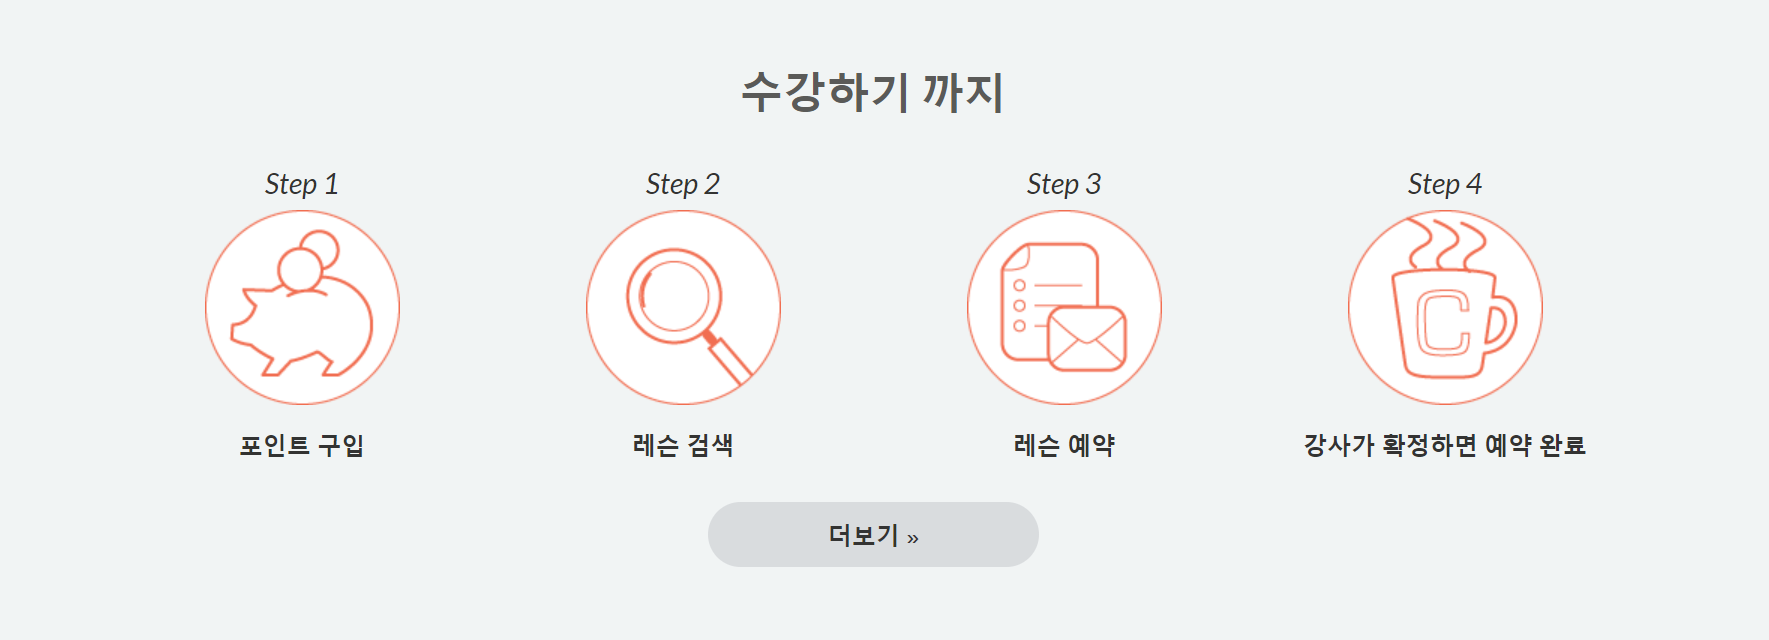 수강하기 까지
Step 1
Step 2
Step 3
Step 4
C
포인트 구입
레슨 검색
레슨 예약
강사가 확정하면 예약 완료
더보기 »